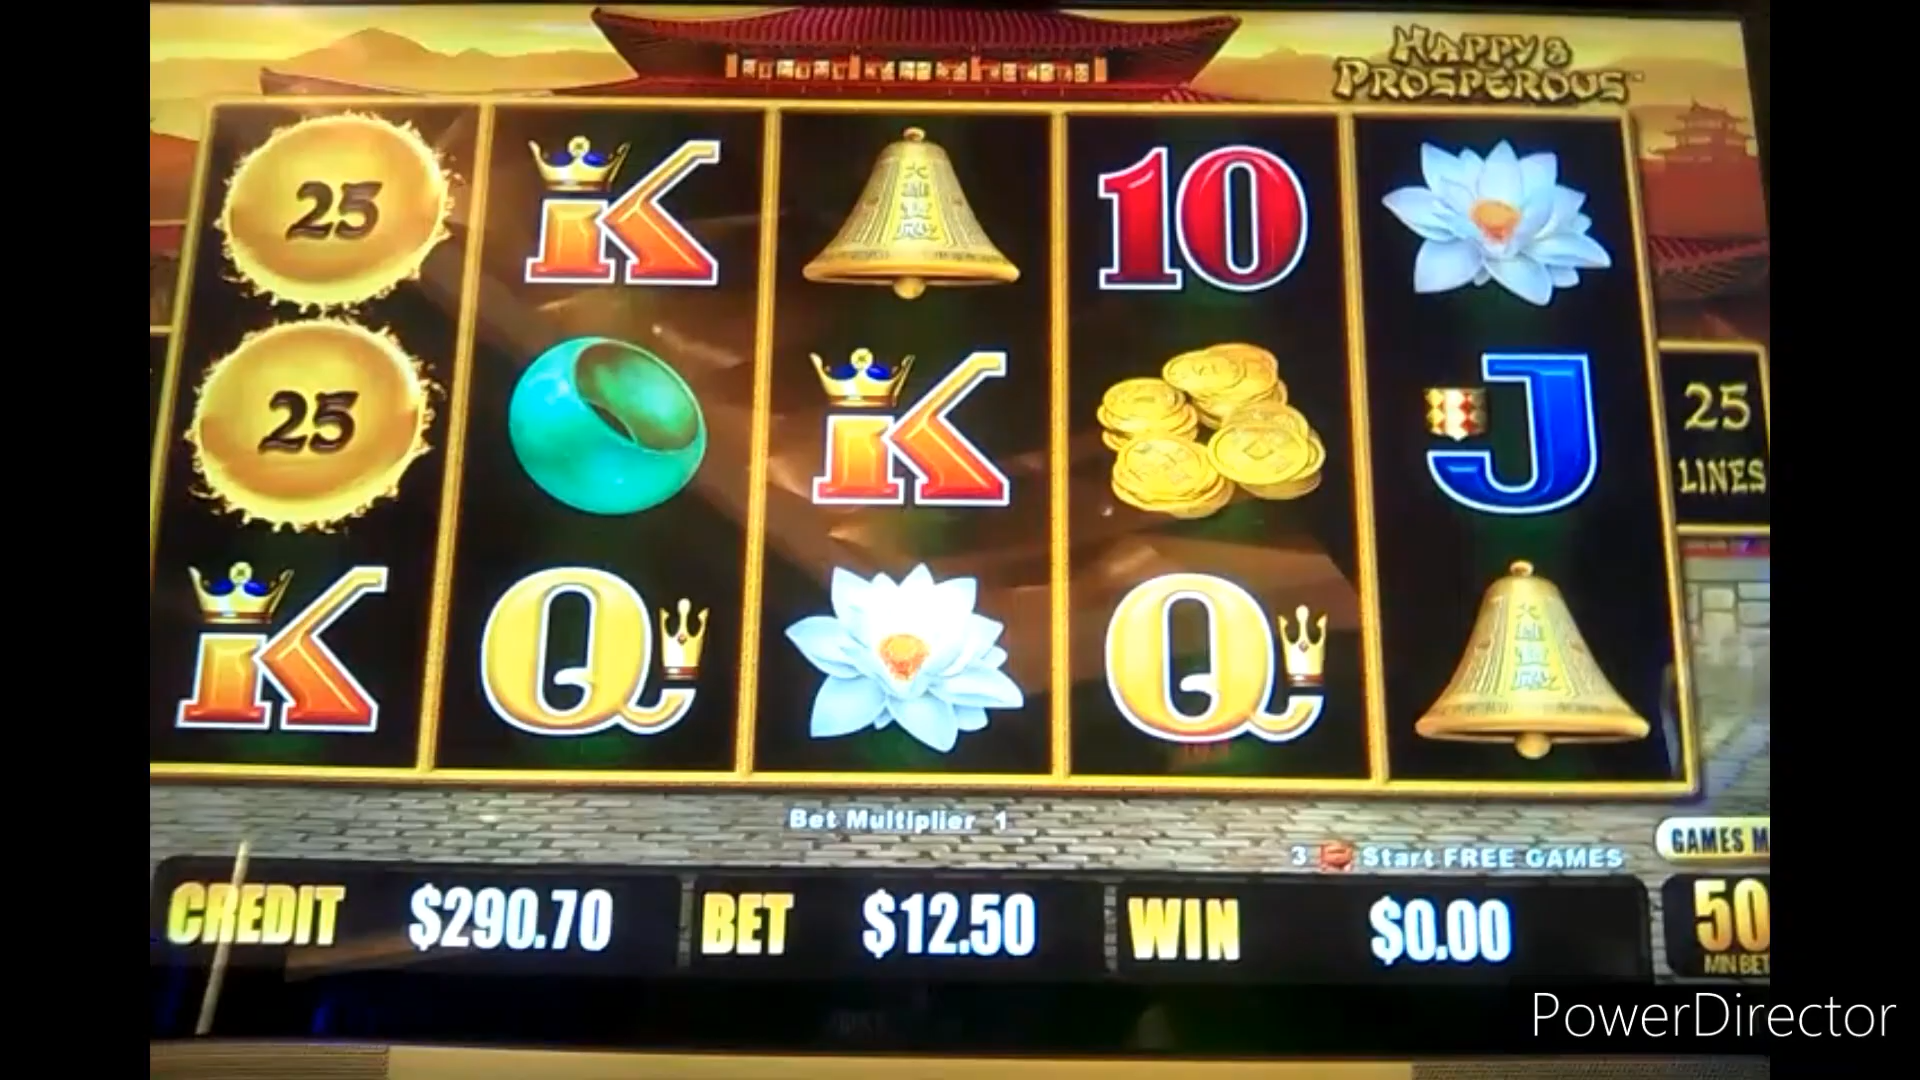 HAPPY &
PROSPEROUS™
25
K
10
25
K
J
25
LINES
K
Q
Q
Bet Multiplier 1
3 Start FREE GAMES
GAMES M
CREDIT $290.70 BET $12.50 WIN $0.00
50
MIN BET
PowerDirector